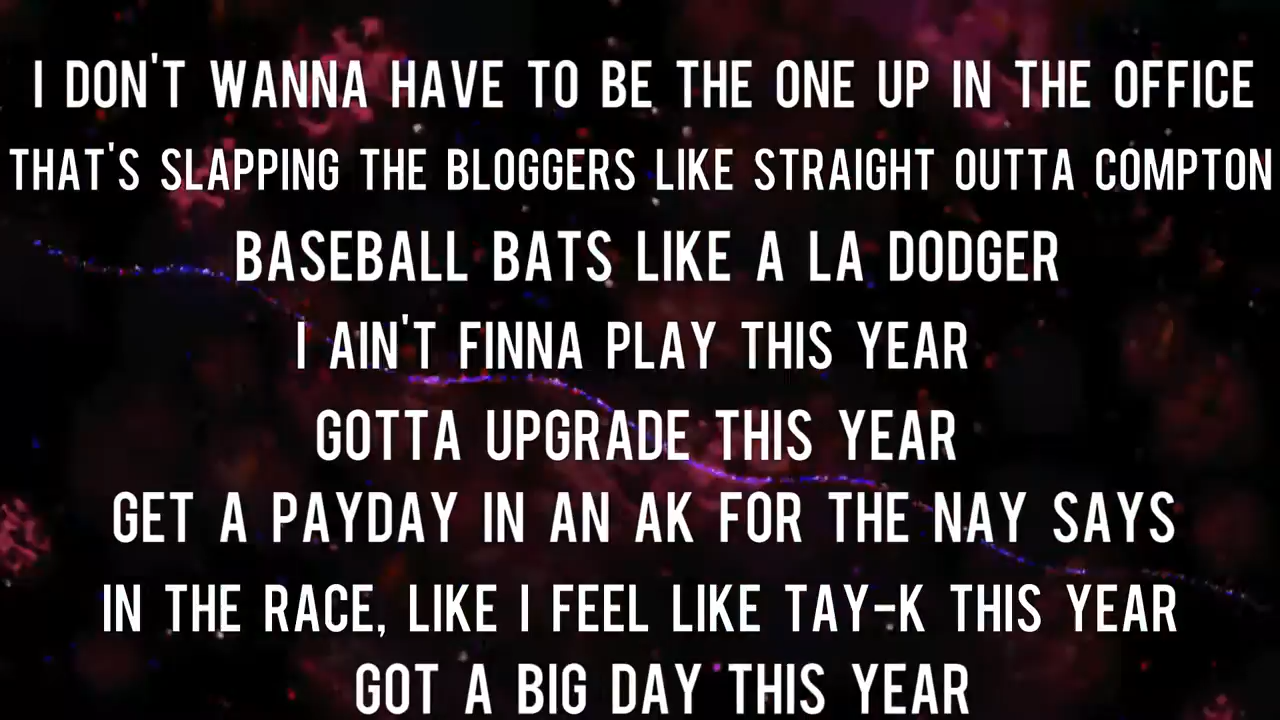 I DON'T WANNA HAVE TO BE THE ONE UP IN THE OFFICE
THAT'S SLAPPING THE BLOGGERS LIKE STRAIGHT OUTTA COMPTON
BASEBALL BATS LIKE A LA DODGER
I AIN'T FINNA PLAY THIS YEAR
GOTTA UPGRADE THIS YEAR
GET A PAYDAY IN AN AK FOR THE NAY SAYS
IN THE RACE, LIKE I FEEL LIKE TAY-K THIS YEAR
GOT A BIG DAY THIS YEAR